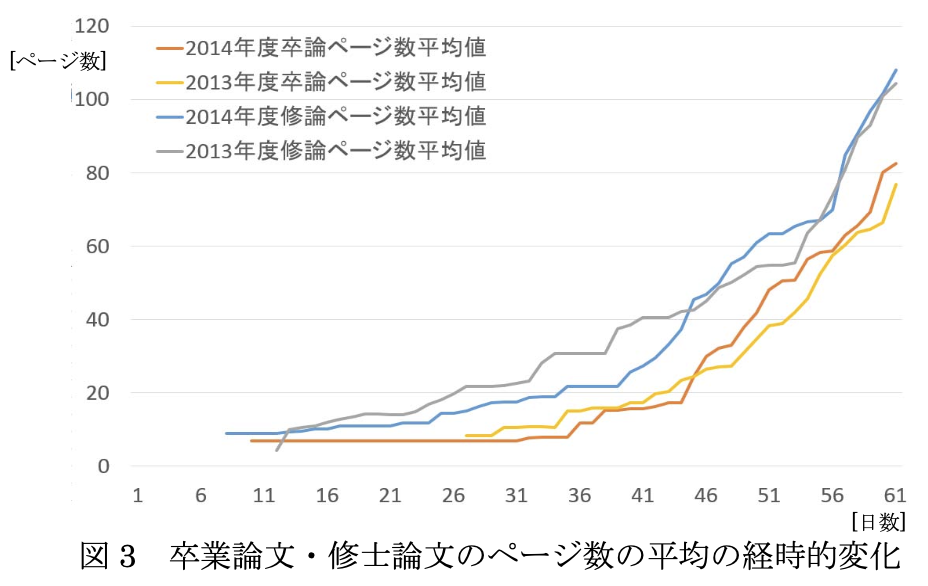 120
[ページ数]
100
80
60
40
20
0
2014年度卒論ページ数平均値
2013年度卒論ページ数平均値
2014年度修論ページ数平均値
2013年度修論ページ数平均値
1 6 11 16 21 26 31 36 41 46 51 56 61
[日数]
図3　卒業論文・修士論文のページ数の平均の経時的変化